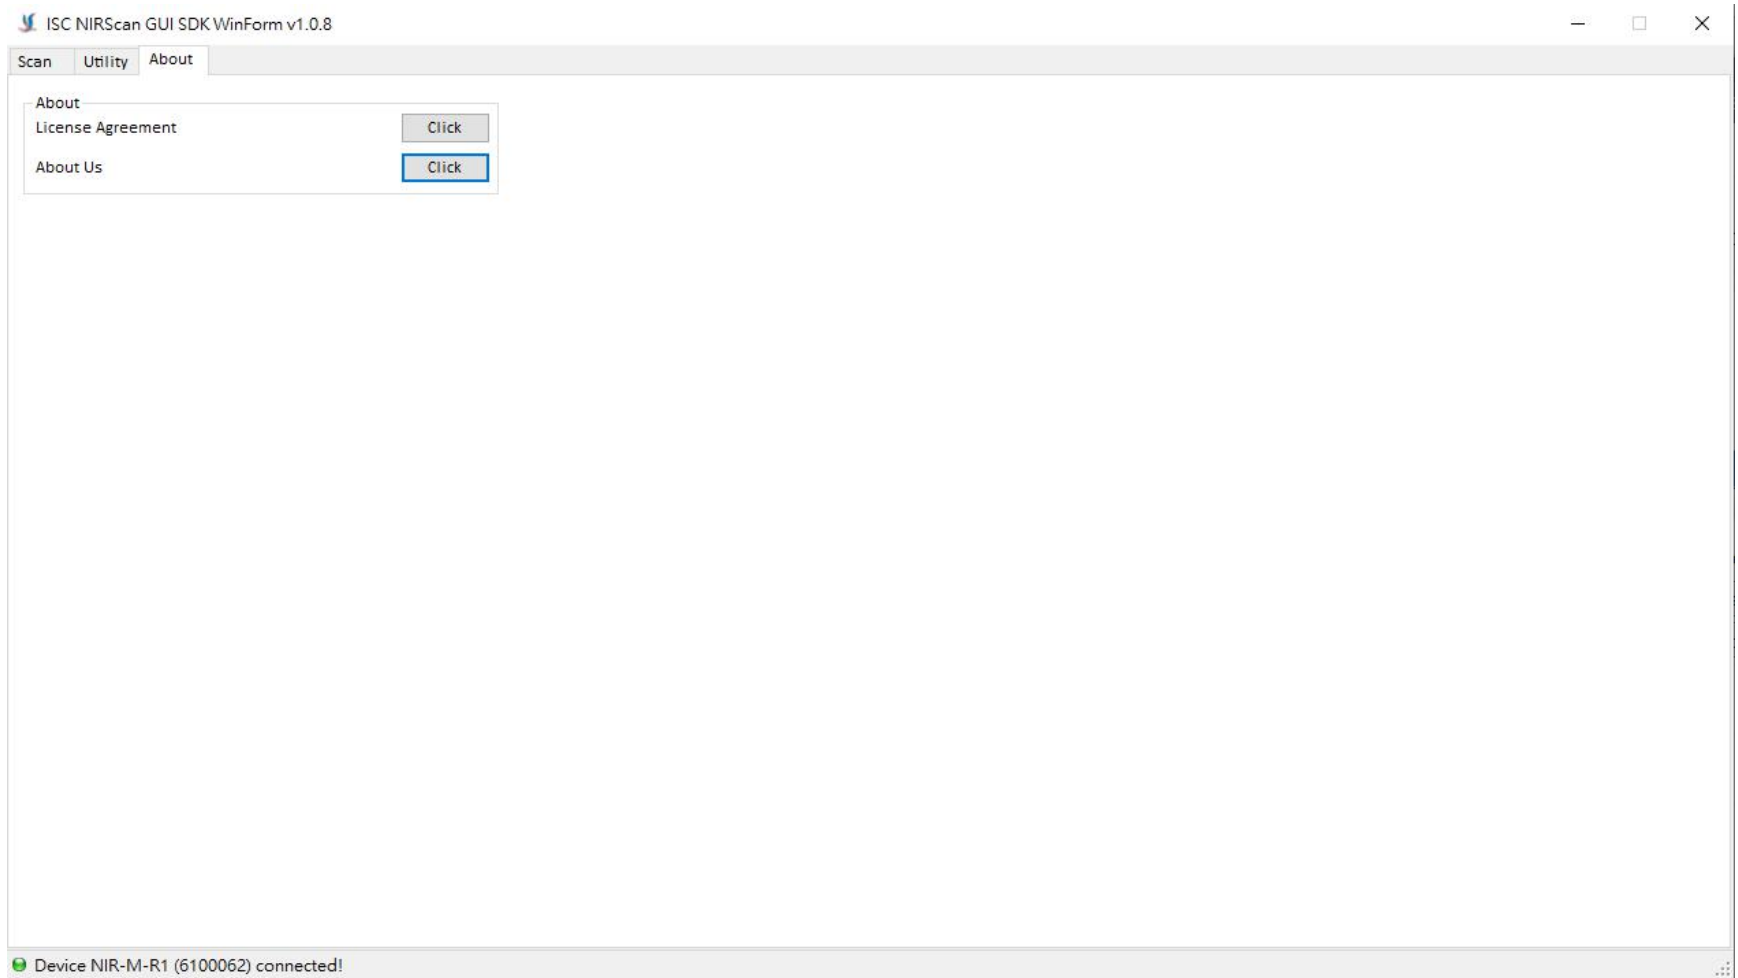 ISC NIRScan GUI SDK WinForm v1.0.8
Scan Utility About
About
License Agreement Click
About Us Click
Device NIR-M-R1 (6100062) connected!